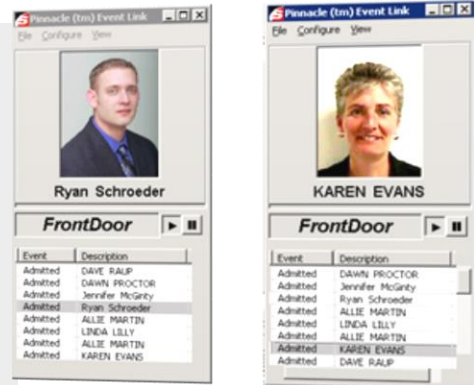 Pinnacle (tm) Event Link
File Configure View
Ryan Schroeder
FrontDoor
Event Description
Admitted DAVE RAUP
Admitted DAWN PROCTOR
Admitted Jennifer McGinty
Admitted Ryan Schroeder
Admitted ALLIE MARTIN
Admitted LINDA LILLY
Admitted ALLIE MARTIN
Admitted KAREN EVANS
Pinnacle (tm) Event Link
File Configure View
KAREN EVANS
FrontDoor
Event Description
Admitted DAWN PROCTOR
Admitted Jennifer McGinty
Admitted Ryan Schroeder
Admitted ALLIE MARTIN
Admitted LINDA LILLY
Admitted ALLIE MARTIN
Admitted KAREN EVANS
Admitted DAVE RAUP